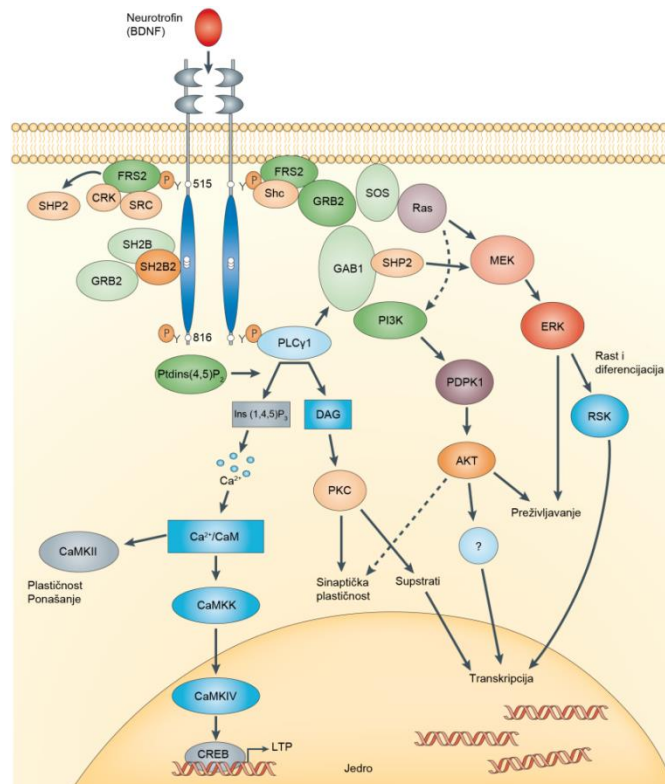 Neurotrofin
(BDNF)
FRS2
P
Y
515
SHP2
CRK
SRC
SH2B
SH2B2
GRB2
P
Y
816
P
Y
FRS2
Shc
GRB2
SOS
Ras
GAB1
SHP2
MEK
PI3K
ERK
P
Y
PLCγ1
Rast i
diferencijacija
Ptdins(4,5)P2
PDPK1
RSK
Ins (1,4,5)P3
DAG
AKT
Ca2+
PKC
Preživljavanje
Ca2+/CaM
?
CaMKII
Plastičnost
Ponašanje
Sinaptička
plastičnost
Supstrati
CaMKK
Transkripcija
CaMKIV
CREB
LTP
Jedro